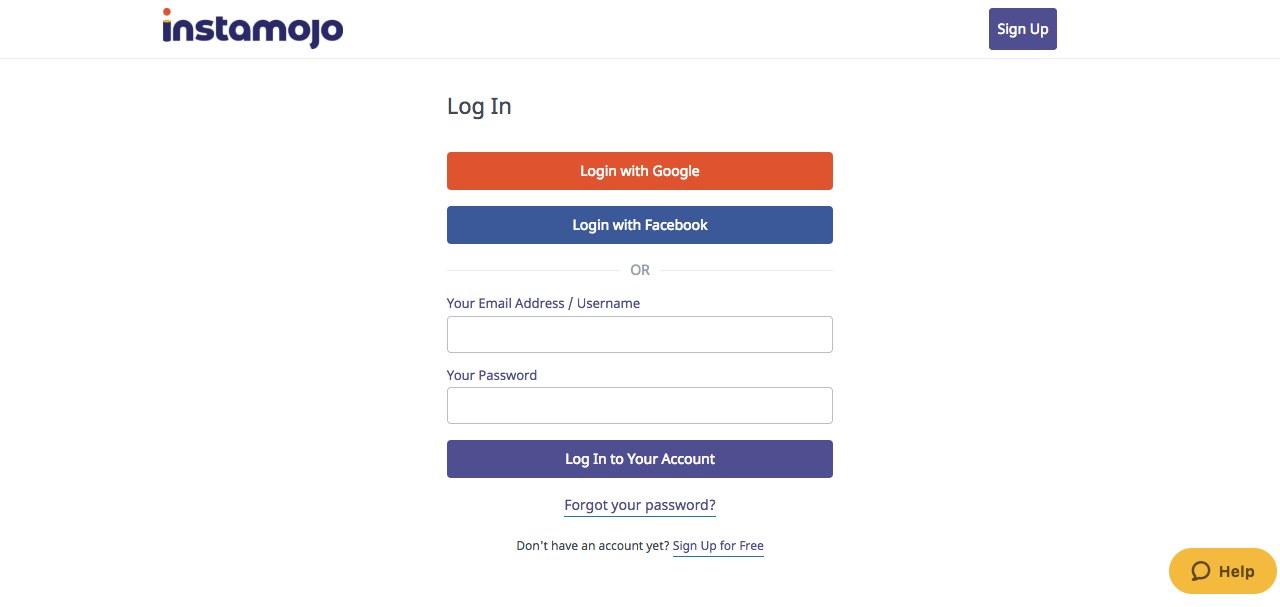 instamojo
Sign Up
Log In
Login with Google
Login with Facebook
OR
Your Email Address / Username
Your Password
Log In to Your Account
Forgot your password?
Don't have an account yet? Sign Up for Free
Help